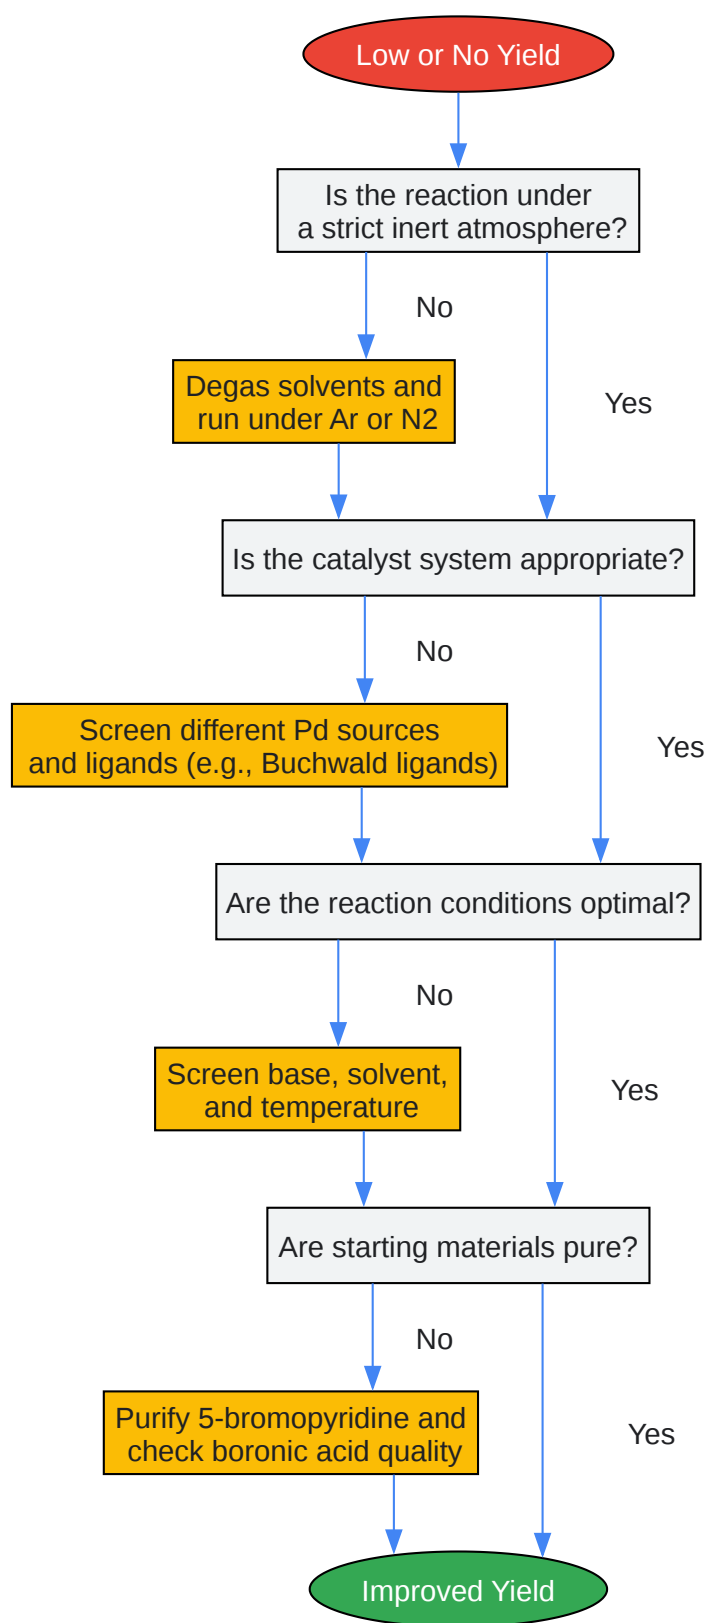 Low or No Yield
Is the reaction under
a strict inert atmosphere?
No
Degas solvents and
run under Ar or N2
Yes
Is the catalyst system appropriate?
No
Screen different Pd sources
and ligands (e.g., Buchwald ligands)
Yes
Are the reaction conditions optimal?
No
Screen base, solvent,
and temperature
Yes
Are starting materials pure?
No
Purify 5-bromopyridine and
check boronic acid quality
Yes
Improved Yield